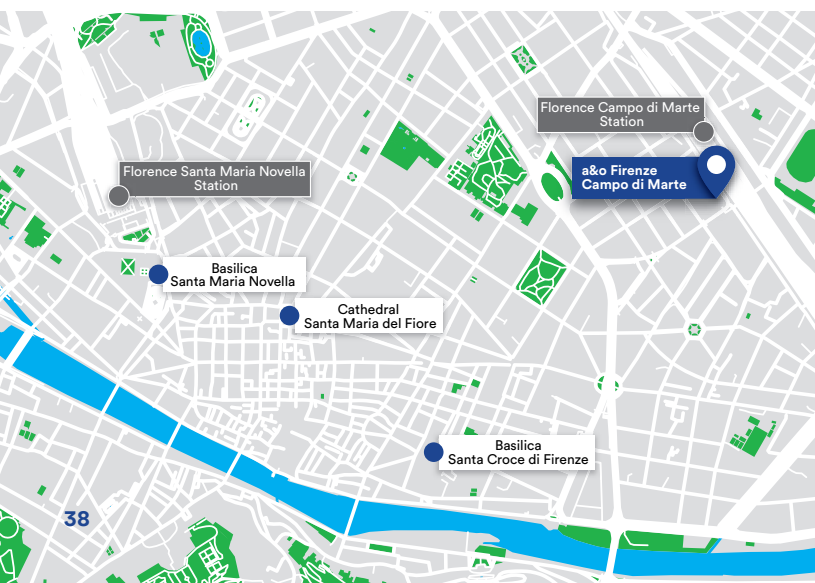 Florence Campo di Marte
Station
a&o Firenze
Campo di Marte
Florence Santa Maria Novella
Station
Basilica
Santa Maria Novella
Cathedral
Santa Maria del Fiore
Basilica
Santa Croce di Firenze
38